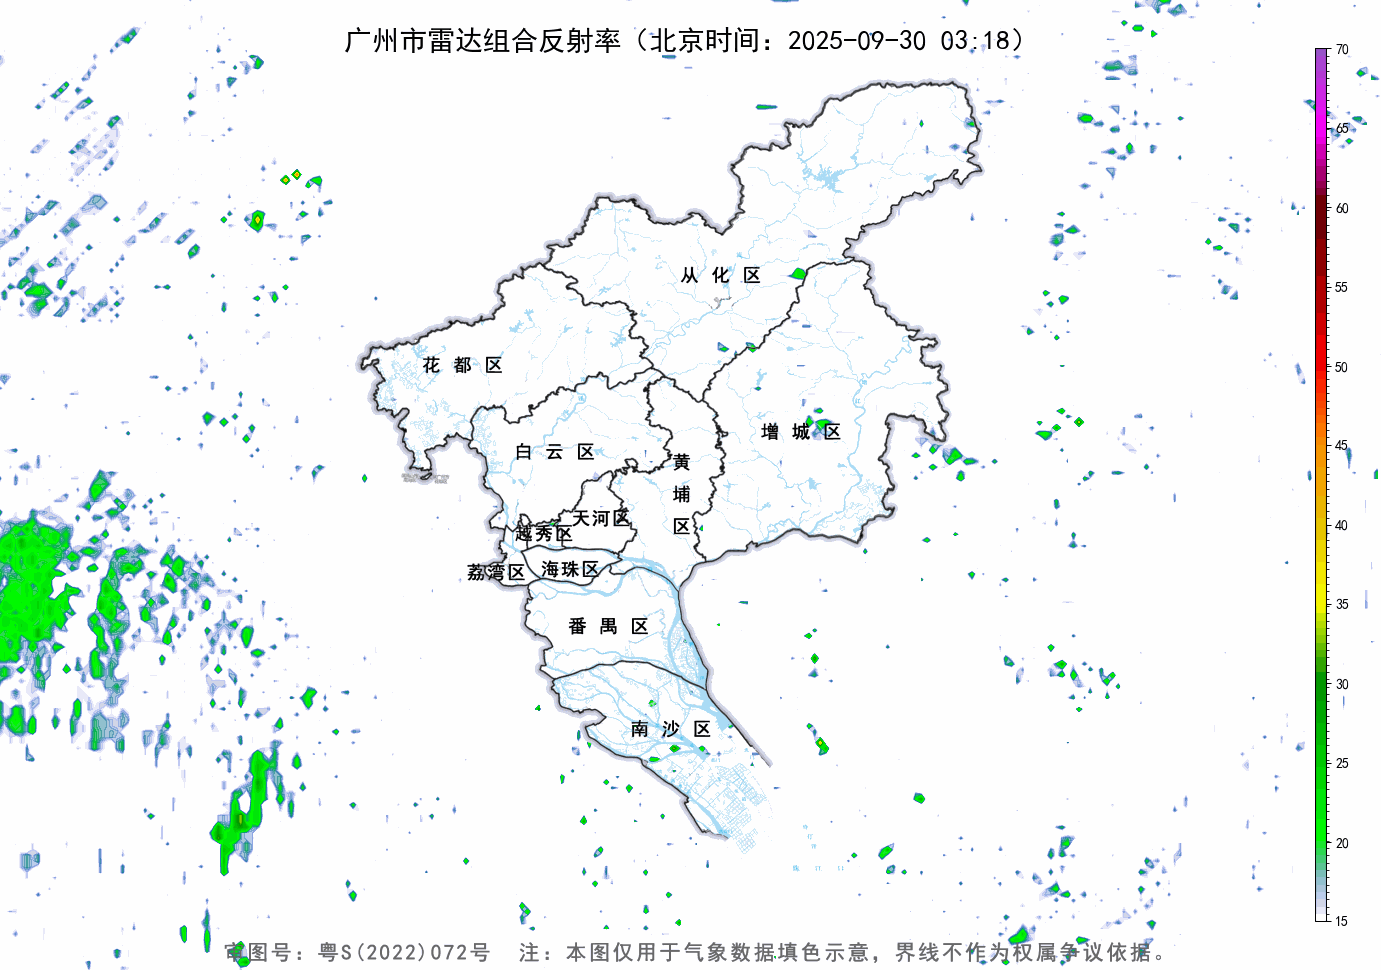 广州市雷达组合反射率（北京时间：2025-09-30 03:18）
70
65
60
55
50
45
40
35
30
25
20
15
从化区
花都区
增城区
白云区
黄埔区
天河区
越秀区
荔湾区
海珠区
番禺区
南沙区
审图号：粤S(2022)072号 注：本图仅用于气象数据填色示意，界线不作为权属争议依据。